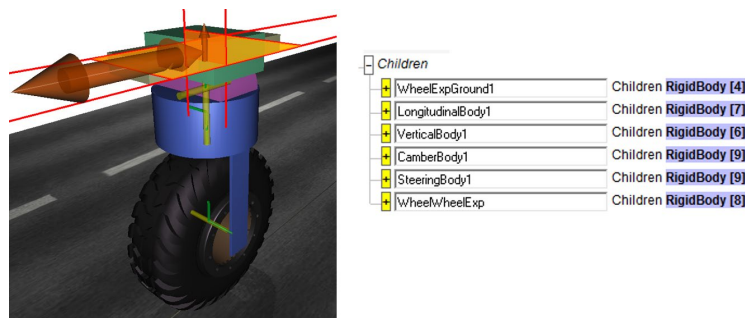 Children
WheelExpGround1 Children RigidBody [4]
LongitudinalBody1 Children RigidBody [7]
VerticalBody1 Children RigidBody [6]
CamberBody1 Children RigidBody [9]
SteeringBody1 Children RigidBody [9]
WheelWheelExp Children RigidBody [8]